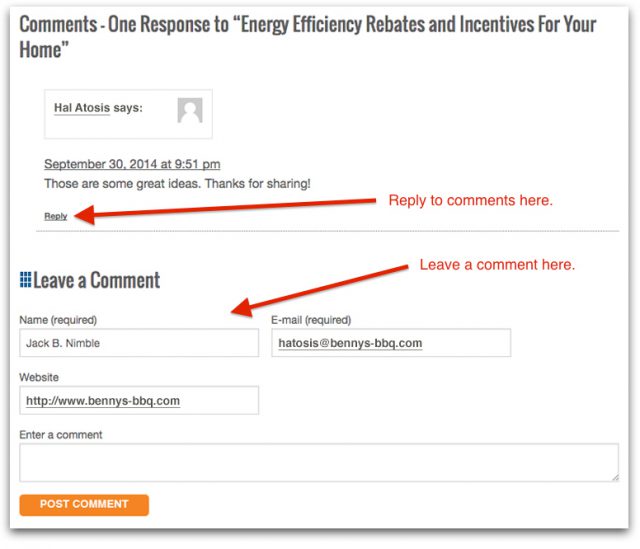 Comments - One Response to “Energy Efficiency Rebates and Incentives For Your
Home”
Hal Atosis says:
September 30, 2014 at 9:51 pm
Those are some great ideas. Thanks for sharing!
Reply
Reply to comments here.
Leave a Comment
Leave a comment here.
Name (required)
E-mail (required)
Jack B. Nimble
hatosis@bennys-bbq.com
Website
http://www.bennys-bbq.com
Enter a comment
POST COMMENT